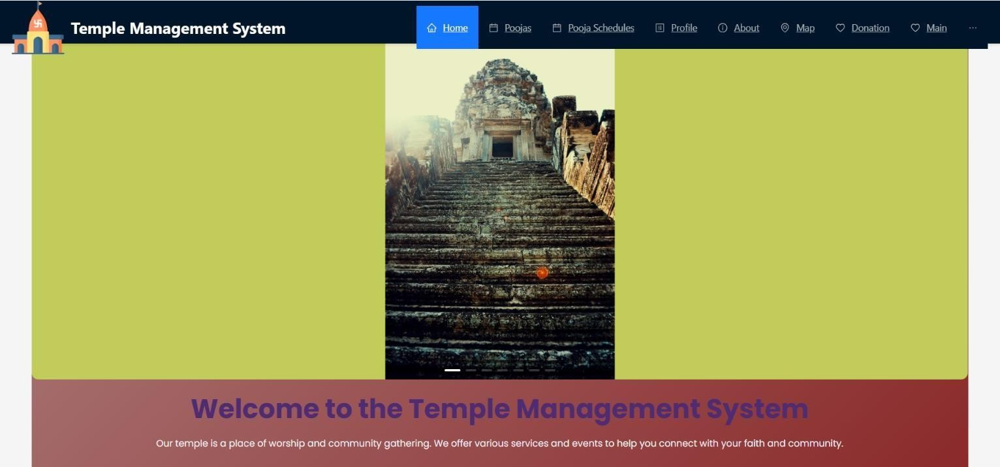 Temple Management System
Home Poojas Pooja Schedules Profile About Map Donation Main ...
Welcome to the Temple Management System
Our temple is a place of worship and community gathering. We offer various services and events to help you connect with your faith and community.